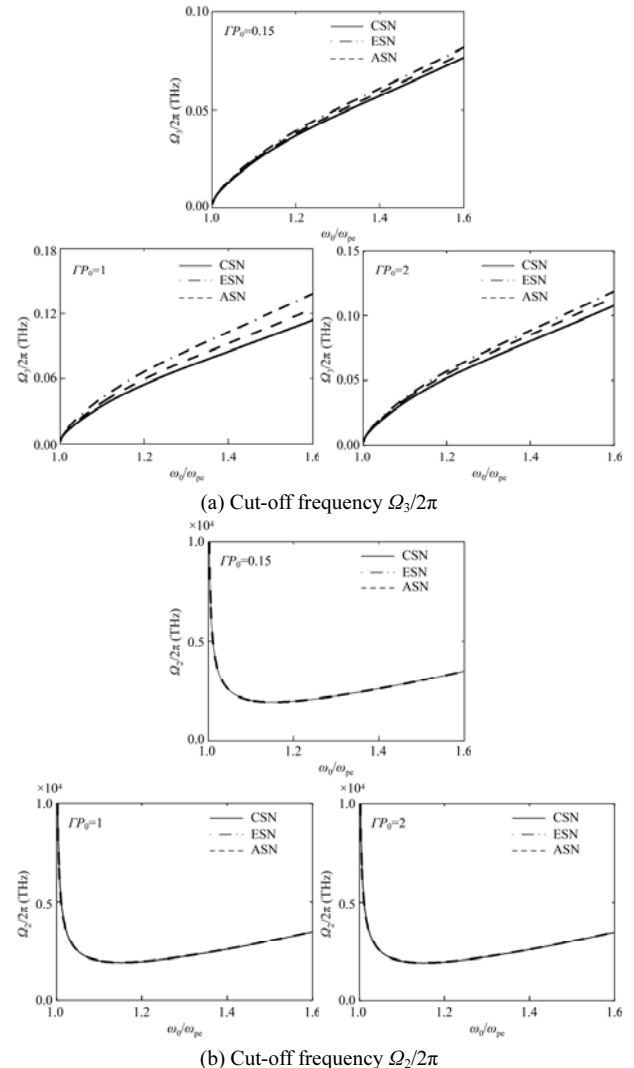 0.10
ΓP₀=0.15
CSN
ESN
ASN
0.05
0.00
Ω₃/2π (THz)
1.0 1.2 1.4 1.6
ω₀/ωpe
0.18
ΓP₀=1
CSN
ESN
ASN
0.12
0.06
0.00
Ω₃/2π (THz)
1.0 1.2 1.4 1.6
ω₀/ωpe
0.15
ΓP₀=2
CSN
ESN
ASN
0.10
0.05
0.00
Ω₃/2π (THz)
1.0 1.2 1.4 1.6
ω₀/ωpe
(a) Cut-off frequency Ω₃/2π
×10⁴
1.0
ΓP₀=0.15
CSN
ESN
ASN
0.5
0.0
Ω₂/2π (THz)
1.0 1.2 1.4 1.6
ω₀/ωpe
×10⁴
1.0
ΓP₀=1
CSN
ESN
ASN
0.5
0.0
Ω₂/2π (THz)
1.0 1.2 1.4 1.6
ω₀/ωpe
×10⁴
1.0
ΓP₀=2
CSN
ESN
ASN
0.5
0.0
Ω₂/2π (THz)
1.0 1.2 1.4 1.6
ω₀/ωpe
(b) Cut-off frequency Ω₂/2π